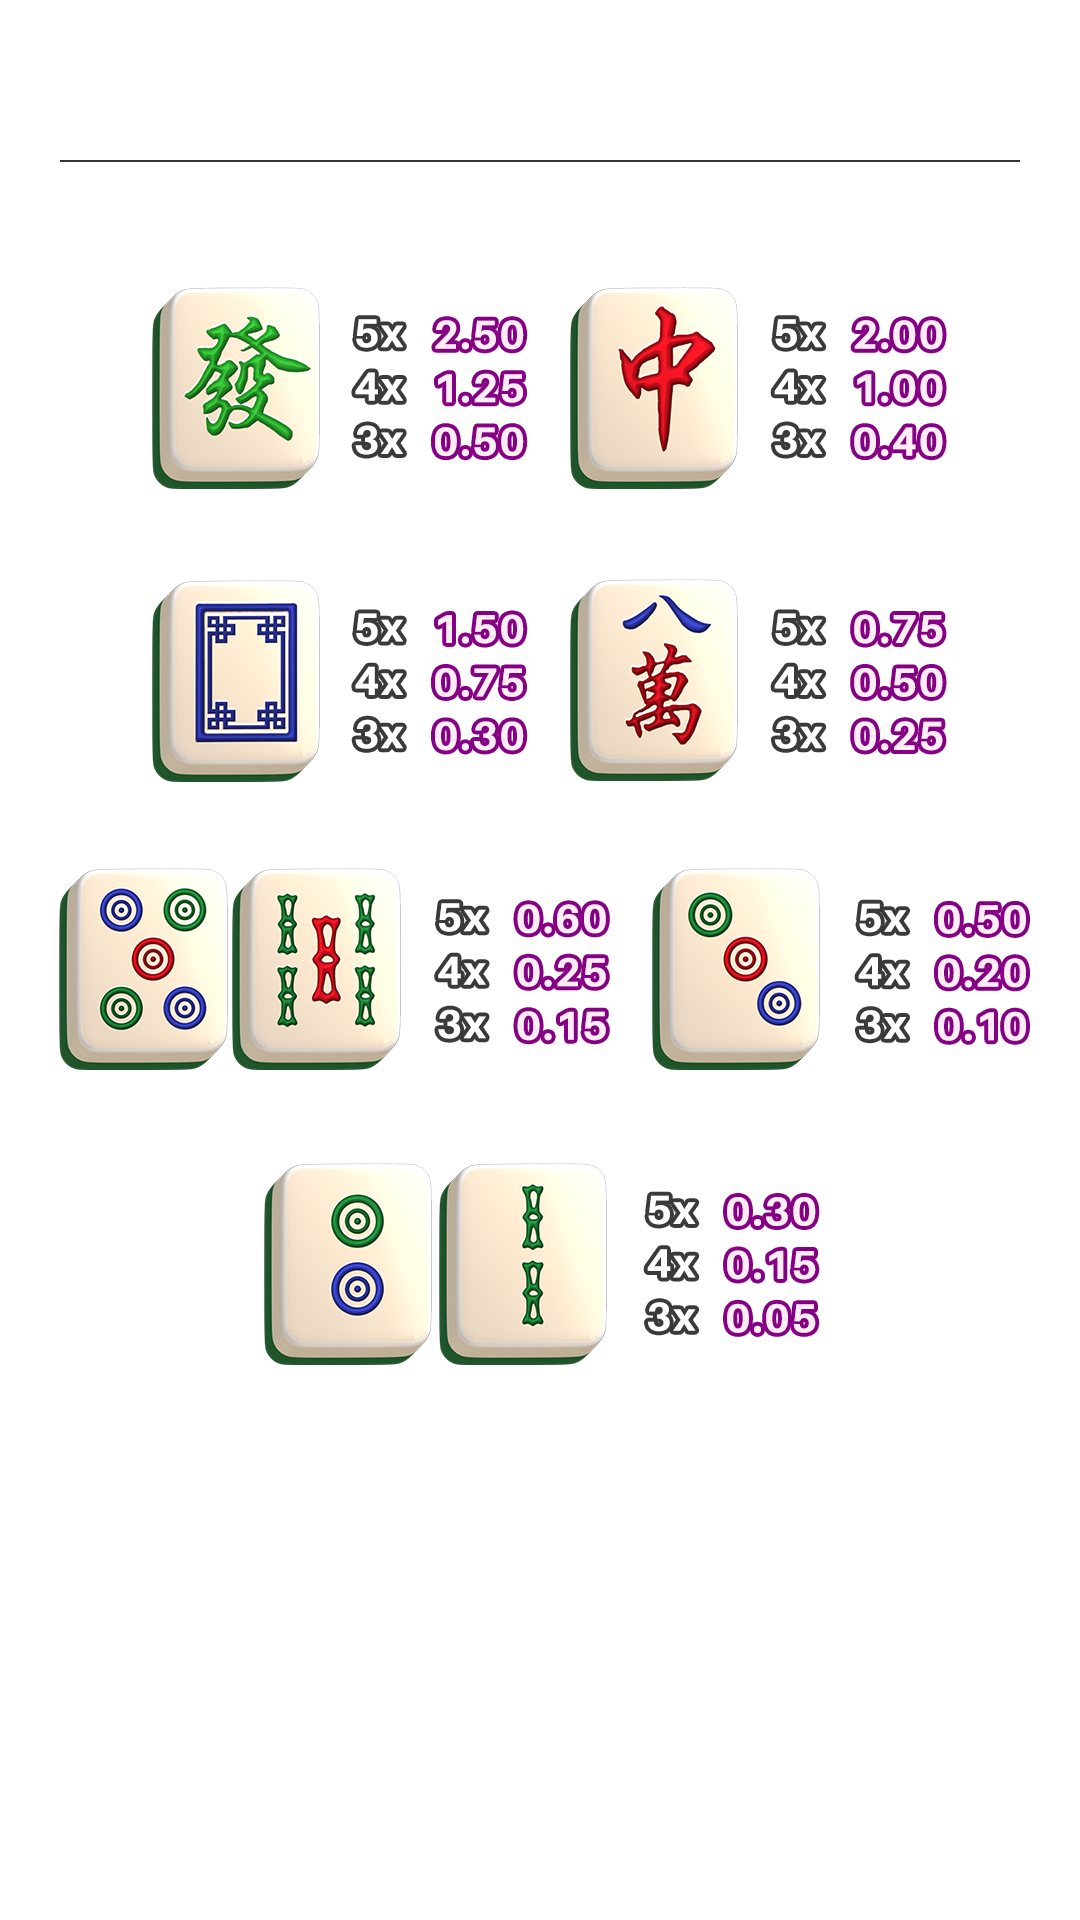 發
5x 2.50
4x 1.25
3x 0.50
中
5x 2.00
4x 1.00
3x 0.40
5x 1.50
4x 0.75
3x 0.30
八
萬
5x 0.75
4x 0.50
3x 0.25
5x 0.60
4x 0.25
3x 0.15
5x 0.50
4x 0.20
3x 0.10
5x 0.30
4x 0.15
3x 0.05